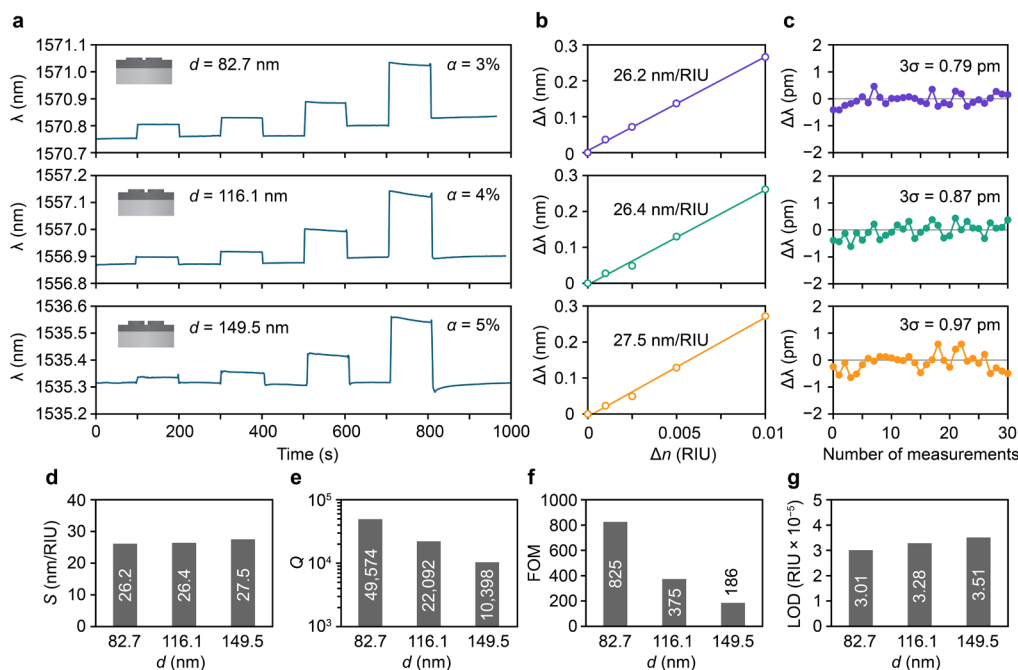 a
λ (nm)
1571.1
1571.0
1570.9
1570.8
1570.7
d = 82.7 nm
α = 3%
λ (nm)
1557.2
1557.1
1557.0
1556.9
1556.8
d = 116.1 nm
α = 4%
λ (nm)
1536.6
1535.5
1535.4
1535.3
1535.2
d = 149.5 nm
α = 5%
0 200 400 600 800 1000
Time (s)
b
Δλ (nm)
0.3
0.2
0.1
0
26.2 nm/RIU
Δλ (nm)
0.3
0.2
0.1
0
26.4 nm/RIU
Δλ (nm)
0.3
0.2
0.1
0
27.5 nm/RIU
0 0.005 0.01
Δn (RIU)
c
Δλ (pm)
2
1
0
−1
−2
3σ = 0.79 pm
Δλ (pm)
2
1
0
−1
−2
3σ = 0.87 pm
Δλ (pm)
2
1
0
−1
−2
3σ = 0.97 pm
0 10 20 30
Number of measurements
d
S (nm/RIU)
40
30
20
10
0
26.2
26.4
27.5
82.7 116.1 149.5
d (nm)
e
Q
10⁵
10⁴
10³
49,574
22,092
10,398
82.7 116.1 149.5
d (nm)
f
FOM
1000
800
600
400
200
0
825
375
186
82.7 116.1 149.5
d (nm)
g
LOD (RIU × 10⁻⁵)
5
4
3
2
1
0
3.01
3.28
3.51
82.7 116.1 149.5
d (nm)